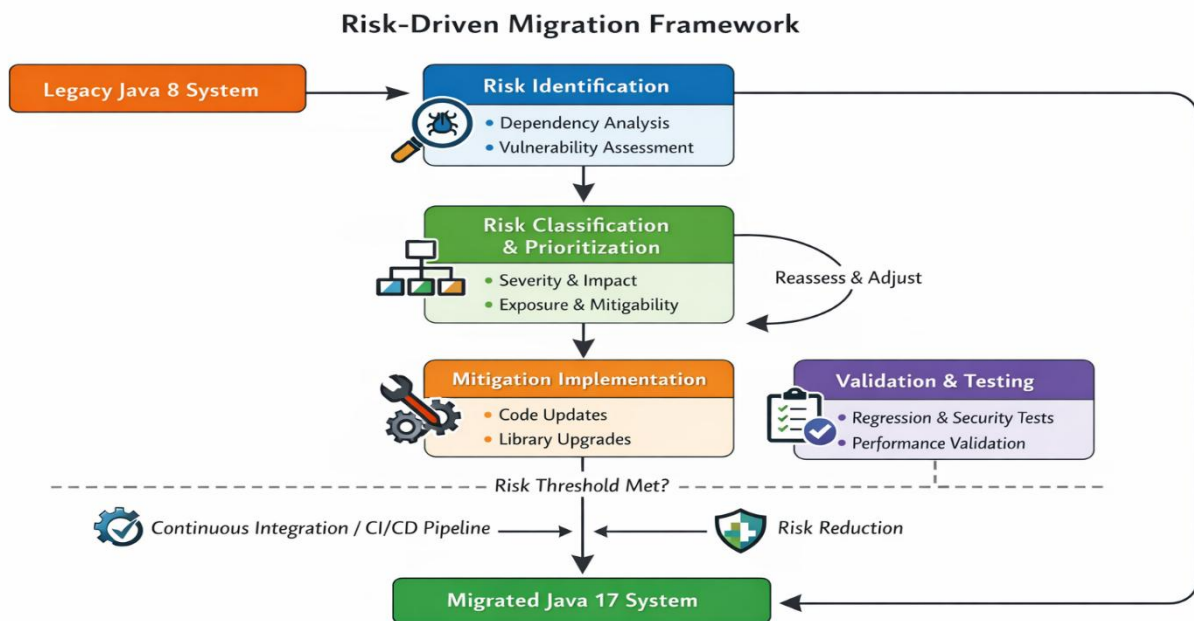 Risk-Driven Migration Framework
Legacy Java 8 System
Risk Identification
• Dependency Analysis
• Vulnerability Assessment
Risk Classification
& Prioritization
• Severity & Impact
• Exposure & Mitigability
Reassess & Adjust
Mitigation Implementation
• Code Updates
• Library Upgrades
Validation & Testing
• Regression & Security Tests
• Performance Validation
Risk Threshold Met?
Continuous Integration / CI/CD Pipeline
Risk Reduction
Migrated Java 17 System